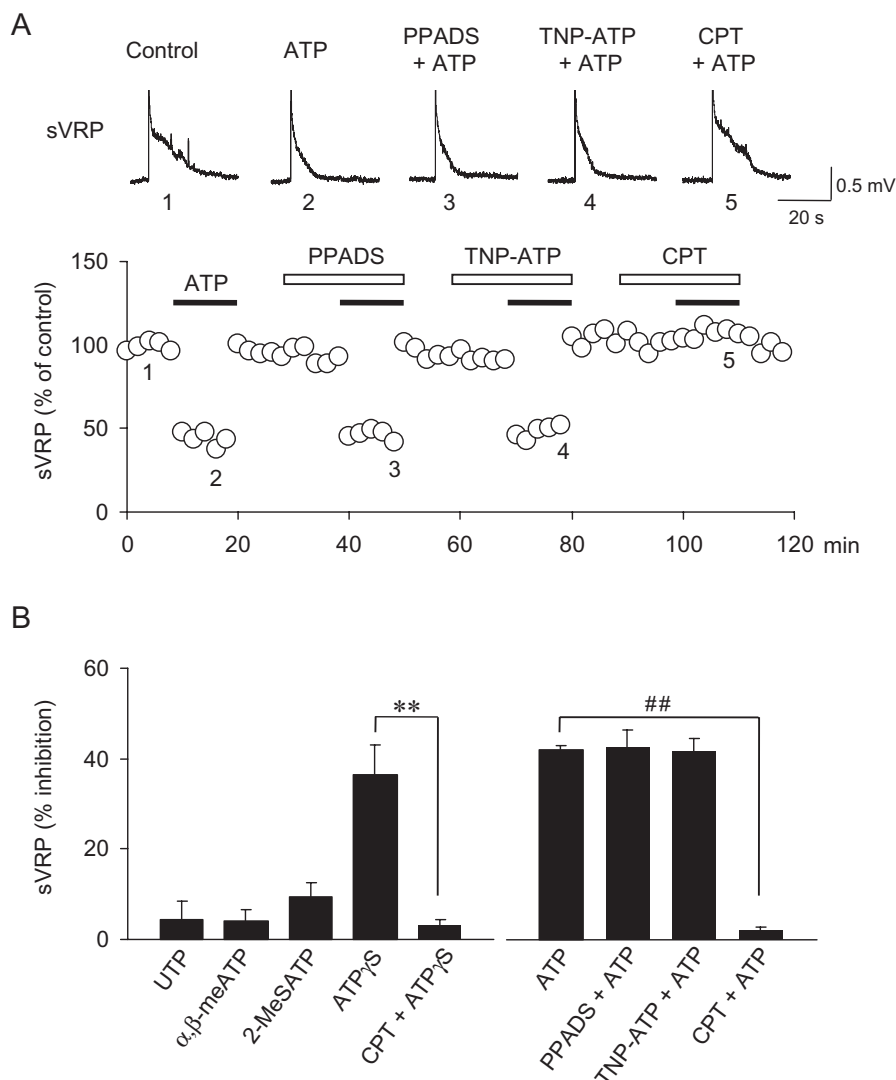 A
Control
ATP
PPADS
+ ATP
TNP-ATP
+ ATP
CPT
+ ATP
sVRP
1
2
3
4
5
0.5 mV
20 s
sVRP (% of control)
150
100
50
0
ATP
PPADS
TNP-ATP
CPT
1
2
3
4
5
0
20
40
60
80
100
120
min
B
sVRP (% inhibition)
60
40
20
0
**
##
UTP
α,β-meATP
2-MeSATP
ATPγS
CPT + ATPγS
ATP
PPADS + ATP
TNP-ATP + ATP
CPT + ATP